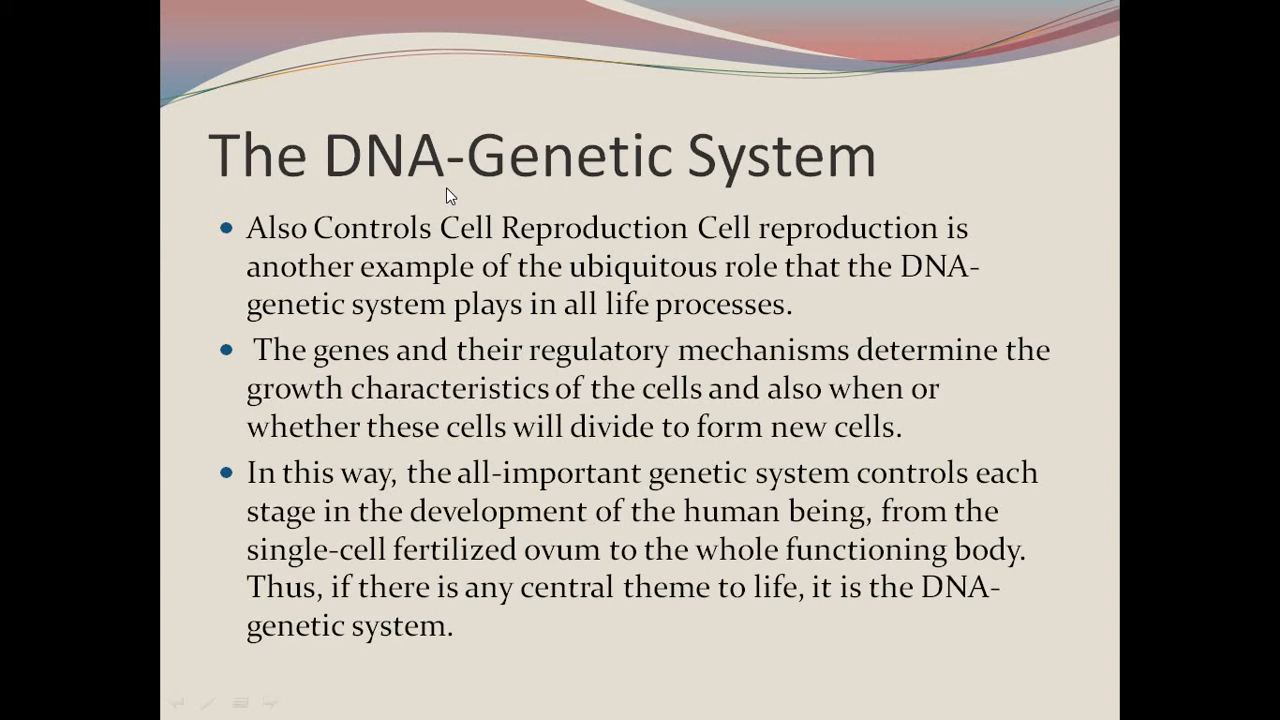 The DNA-Genetic System
Also Controls Cell Reproduction Cell reproduction is
another example of the ubiquitous role that the DNA-
genetic system plays in all life processes.
The genes and their regulatory mechanisms determine the
growth characteristics of the cells and also when or
whether these cells will divide to form new cells.
In this way, the all-important genetic system controls each
stage in the development of the human being, from the
single-cell fertilized ovum to the whole functioning body.
Thus, if there is any central theme to life, it is the DNA-
genetic system.